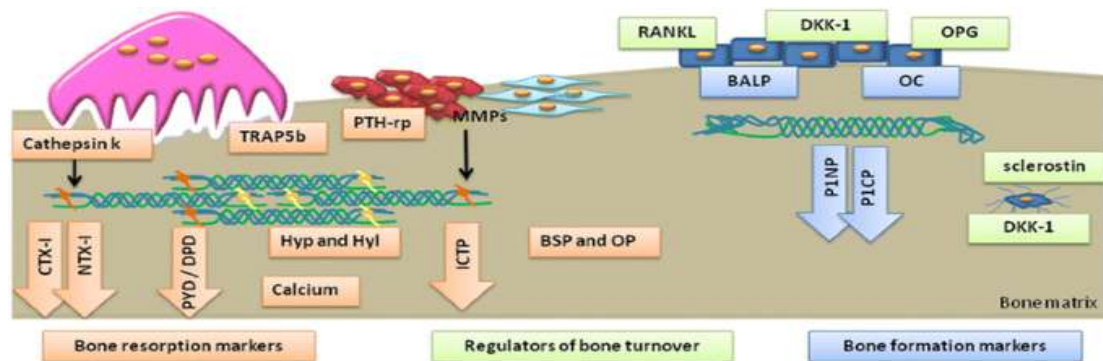 RANKL
DKK-1
OPG
BALP
OC
PTH-rp
MMPs
TRAP5b
Cathepsin k
P1NP
P1CP
sclerostin
DKK-1
CTX-I
NTX-I
PYD / DPD
Hyp and Hyl
ICTP
BSP and OP
Calcium
Bone matrix
Bone resorption markers
Regulators of bone turnover
Bone formation markers